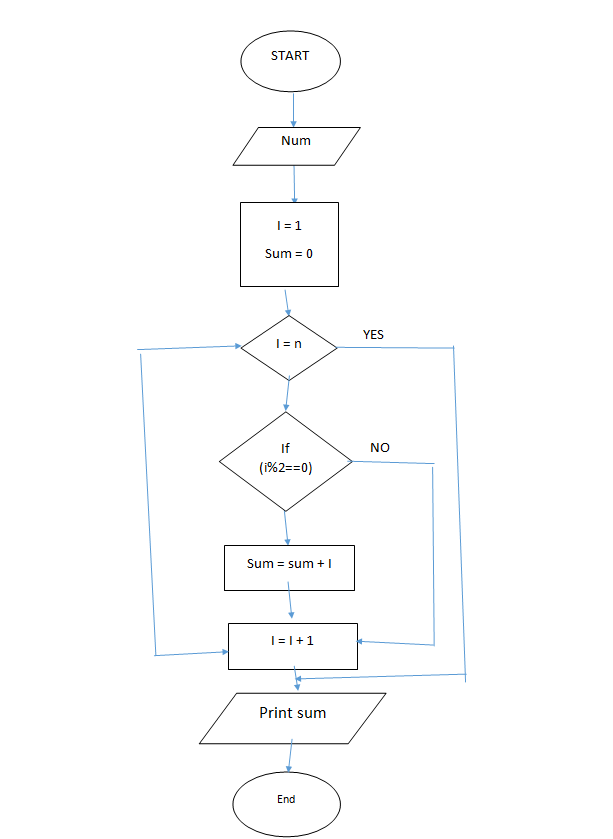 START
Num
I = 1
Sum = 0
I = n
YES
If
(i%2==0)
NO
Sum = sum + I
I = I + 1
Print sum
End